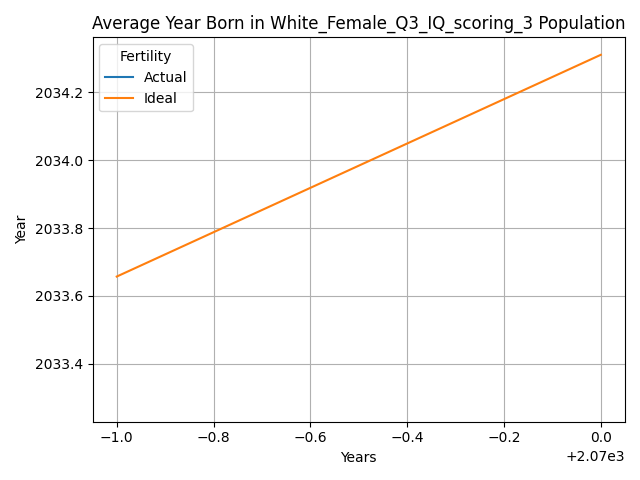 Average Year Born in White_Female_Q3_IQ_scoring_3 Population
Fertility
Actual
Ideal
Year
2034.2
2034.0
2033.8
2033.6
2033.4
−1.0 −0.8 −0.6 −0.4 −0.2 0.0
+2.07e3
Years